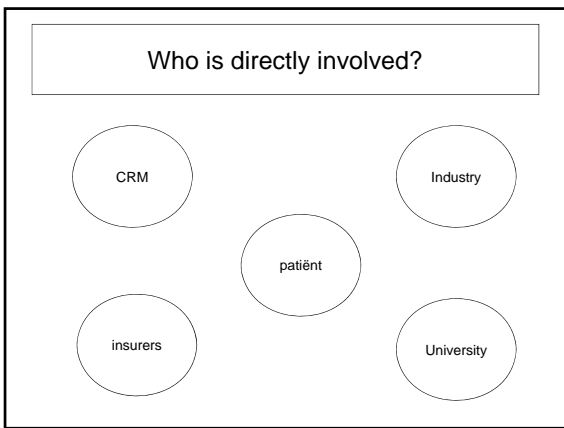 Who is directly involved?
CRM
Industry
patiënt
insurers
University